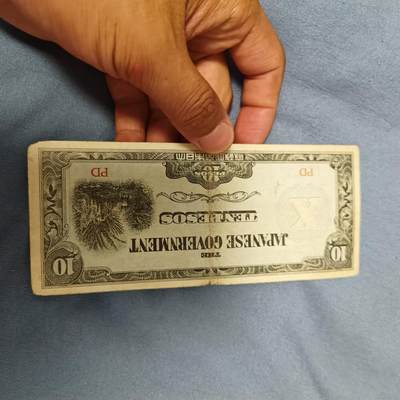 THE
10 JAPANESE GOVERNMENT 10
TEN PESOS
X
PD PD